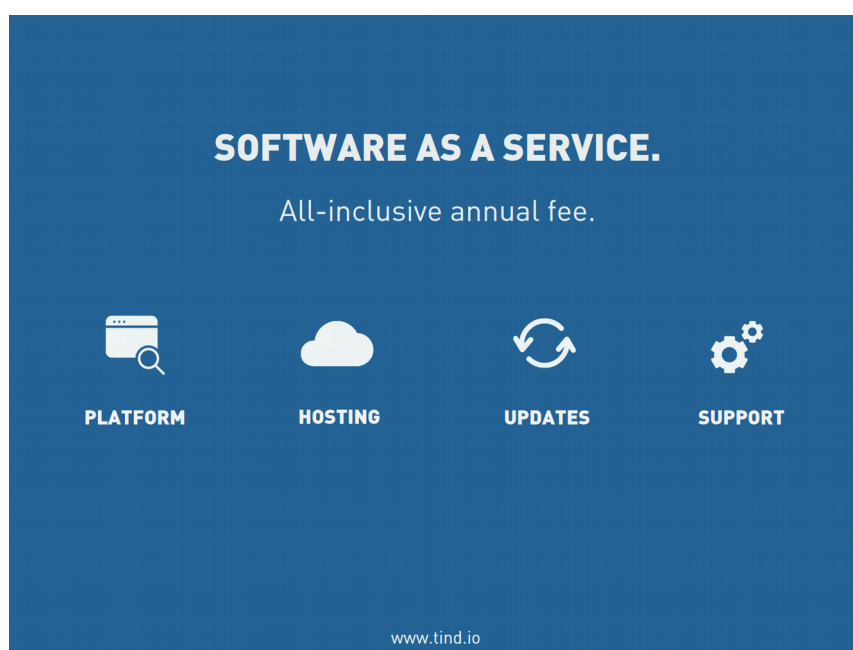 SOFTWARE AS A SERVICE.
All-inclusive annual fee.
PLATFORM
HOSTING
UPDATES
SUPPORT
www.tind.io